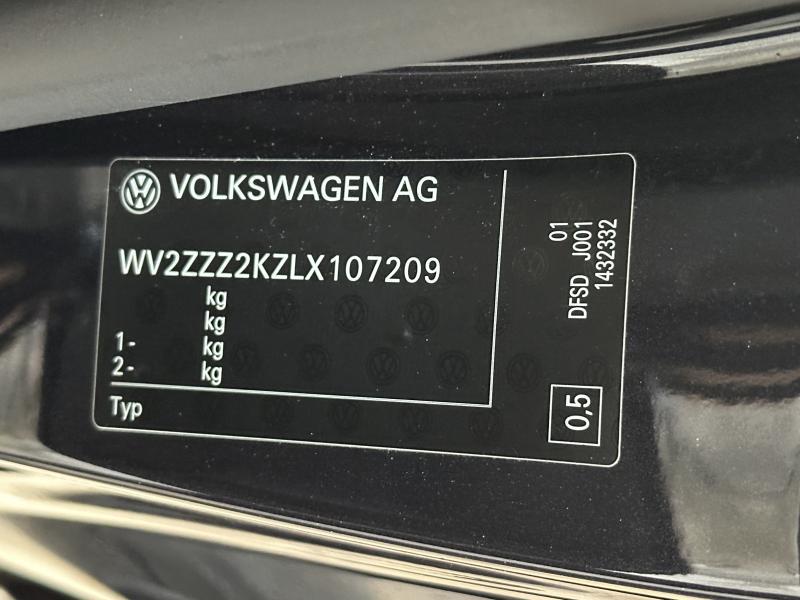 VOLKSWAGEN AG
WV2ZZZ2KZLX107209
kg
kg
1- kg
2- kg
Typ
01
DFSD J001
1432332
0,5